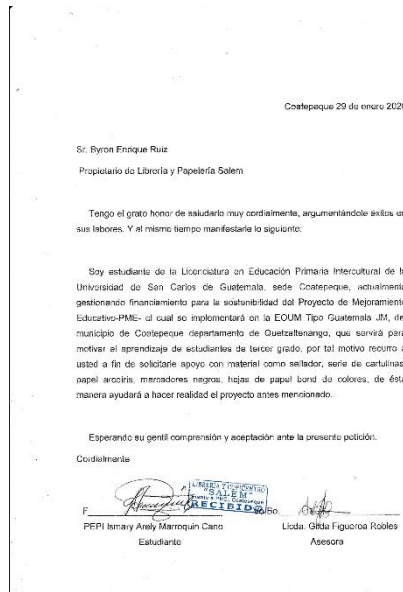 Coatepeque 29 de enero 2020
Sr. Byron Enrique Ruiz
Propietario de Librería y Papelería Salem
Tengo el grato honor de saludarlo muy cordialmente, argumentándole éxitos en
sus labores. Y al mismo tiempo manifestarle lo siguiente:
Soy estudiante de la Licenciatura en Educación Primaria Intercultural de la
Universidad de San Carlos de Guatemala, sede Coatepeque, actualmente
gestionando financiamiento para la sostenibilidad del Proyecto de Mejoramiento
Educativo-PME- el cual se implementará en la EOUM Tipo Guatemala JM, del
municipio de Coatepeque departamento de Quetzaltenango, que servirá para
motivar el aprendizaje de estudiantes de tercer grado, por tal motivo recurro a
usted a fin de solicitarle apoyo con material como sellador, serie de cartulinas,
papel arcoíris, marcadores negros, hojas de papel bond de colores, de ésta
manera ayudará a hacer realidad el proyecto antes mencionado.
Esperando su gentil comprensión y aceptación ante la presente petición.
Cordialmente
LIBRERIA Y
"SALEM"
Coatepeque
RECIBIDO
F Vo.Bo.
PEPI Ismary Arely Marroquín Cano Licda. Gilda Figueroa Robles
Estudiante Asesora